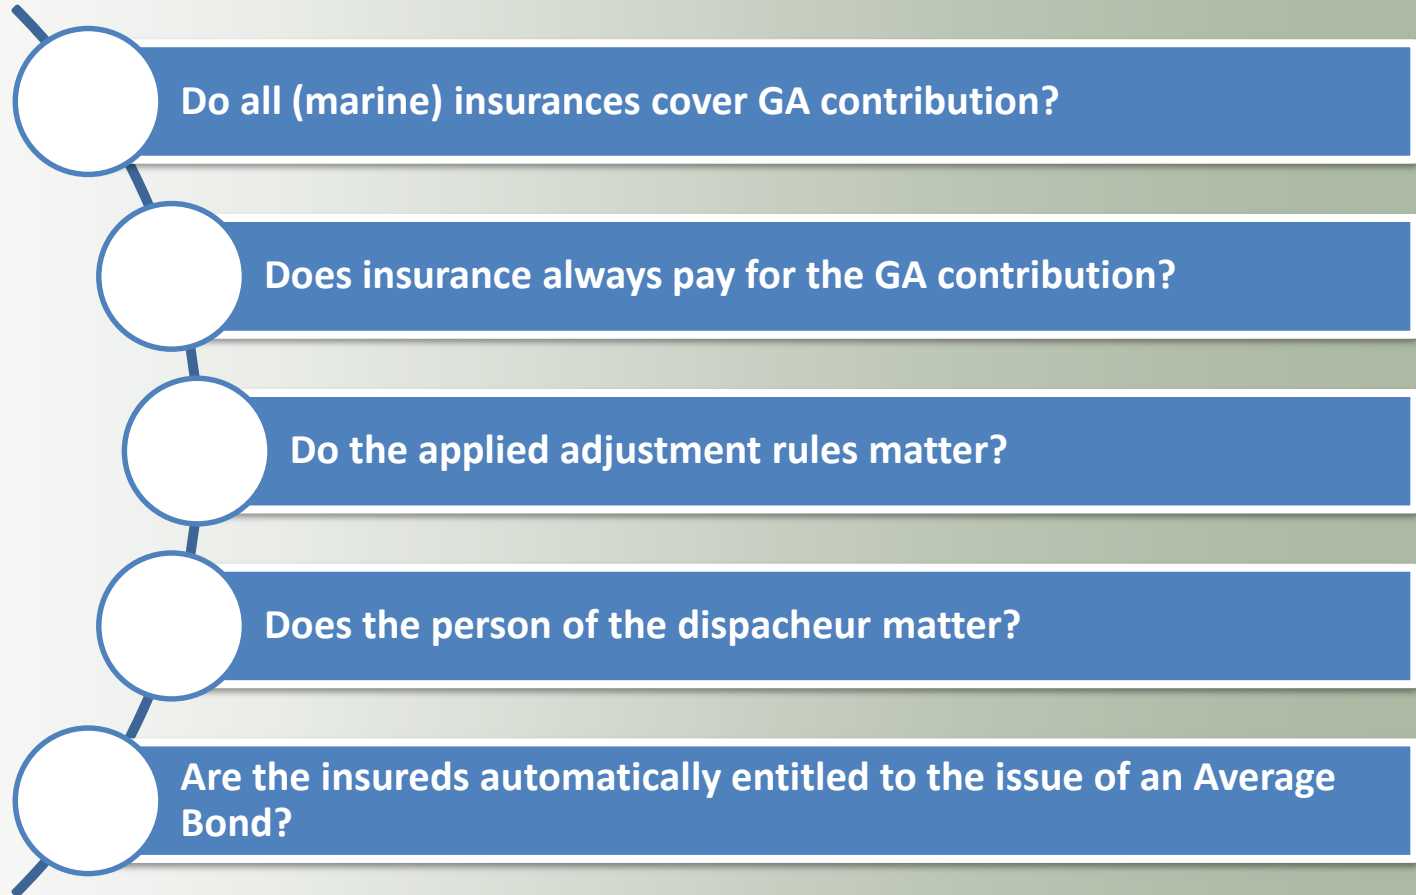 Do all (marine) insurances cover GA contribution?
Does insurance always pay for the GA contribution?
Do the applied adjustment rules matter?
Does the person of the dispacheur matter?
Are the insureds automatically entitled to the issue of an Average
Bond?